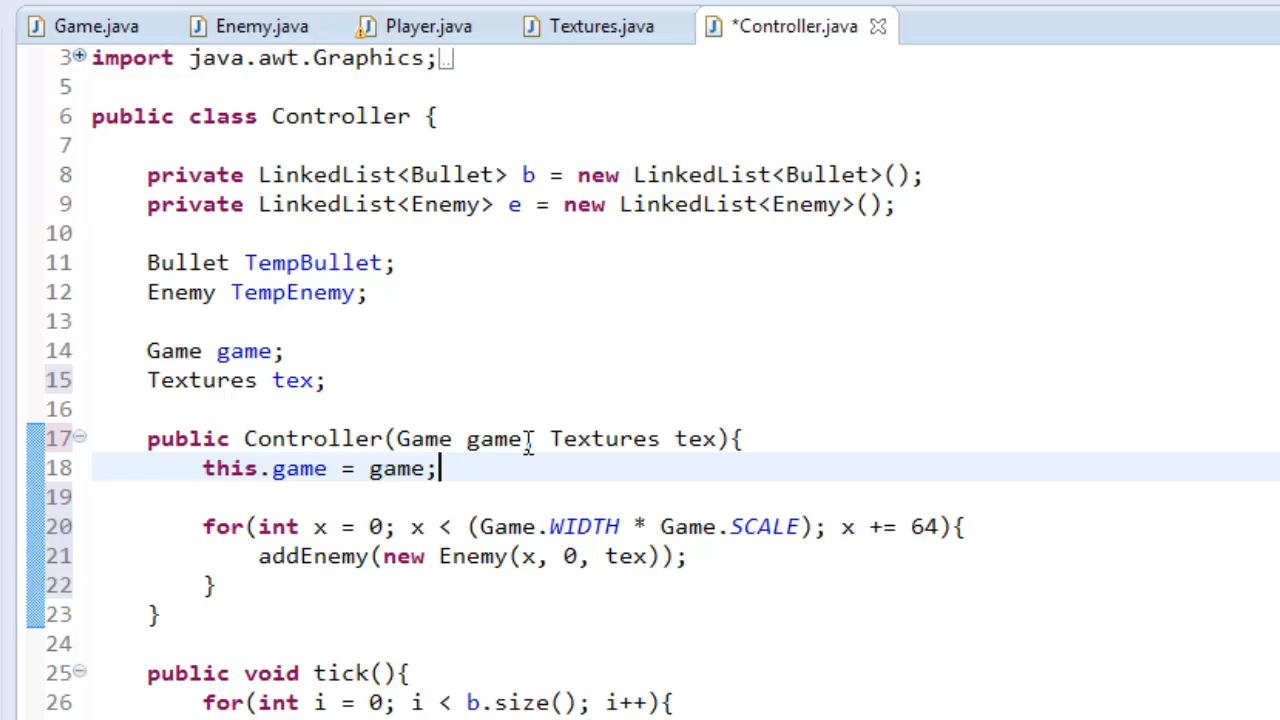 Game.java Enemy.java Player.java Textures.java *Controller.java
3 import java.awt.Graphics;
5
6 public class Controller {
7
8 private LinkedList<Bullet> b = new LinkedList<Bullet>();
9 private LinkedList<Enemy> e = new LinkedList<Enemy>();
10
11 Bullet TempBullet;
12 Enemy TempEnemy;
13
14 Game game;
15 Textures tex;
16
17 public Controller(Game game, Textures tex){
18 this.game = game;
19
20 for(int x = 0; x < (Game.WIDTH * Game.SCALE); x += 64){
21 addEnemy(new Enemy(x, 0, tex));
22 }
23 }
24
25 public void tick(){
26 for(int i = 0; i < b.size(); i++){